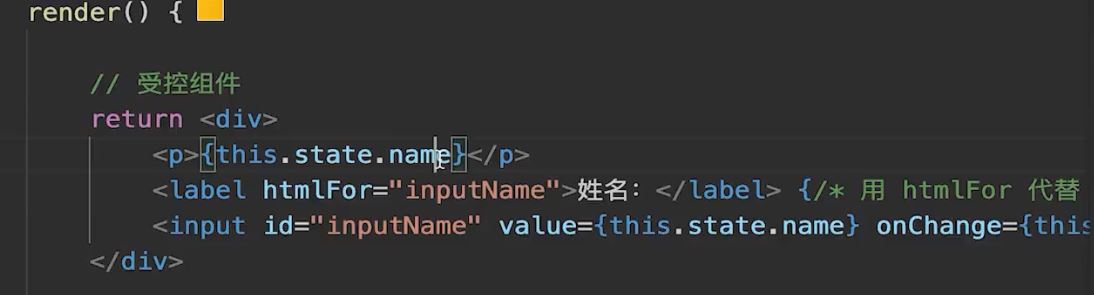 render() {
// 受控组件
return <div>
<p>{this.state.name}</p>
<label htmlFor="inputName">姓名：</label> {/* 用 htmlFor 代替
<input id="inputName" value={this.state.name} onChange={this
</div>